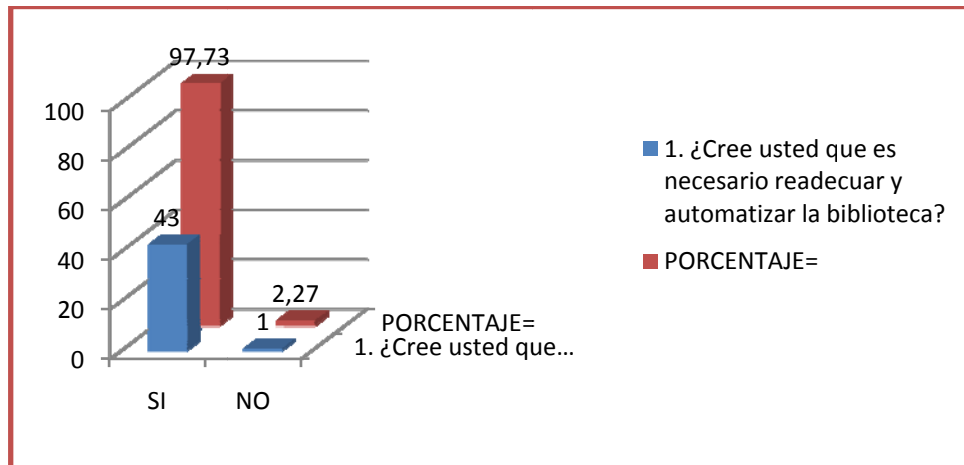 97,73
100
80
60
43
40
20
2,27
1
0
PORCENTAJE=
1. ¿Cree usted que…
SI
NO
1. ¿Cree usted que es
necesario readecuar y
automatizar la biblioteca?
PORCENTAJE=